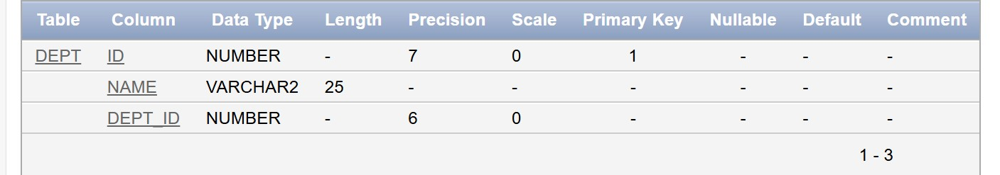 Table Column Data Type Length Precision Scale Primary Key Nullable Default Comment
DEPT ID NUMBER - 7 0 1 - - -
NAME VARCHAR2 25 - - - - - -
DEPT_ID NUMBER - 6 0 - - - -
1 - 3